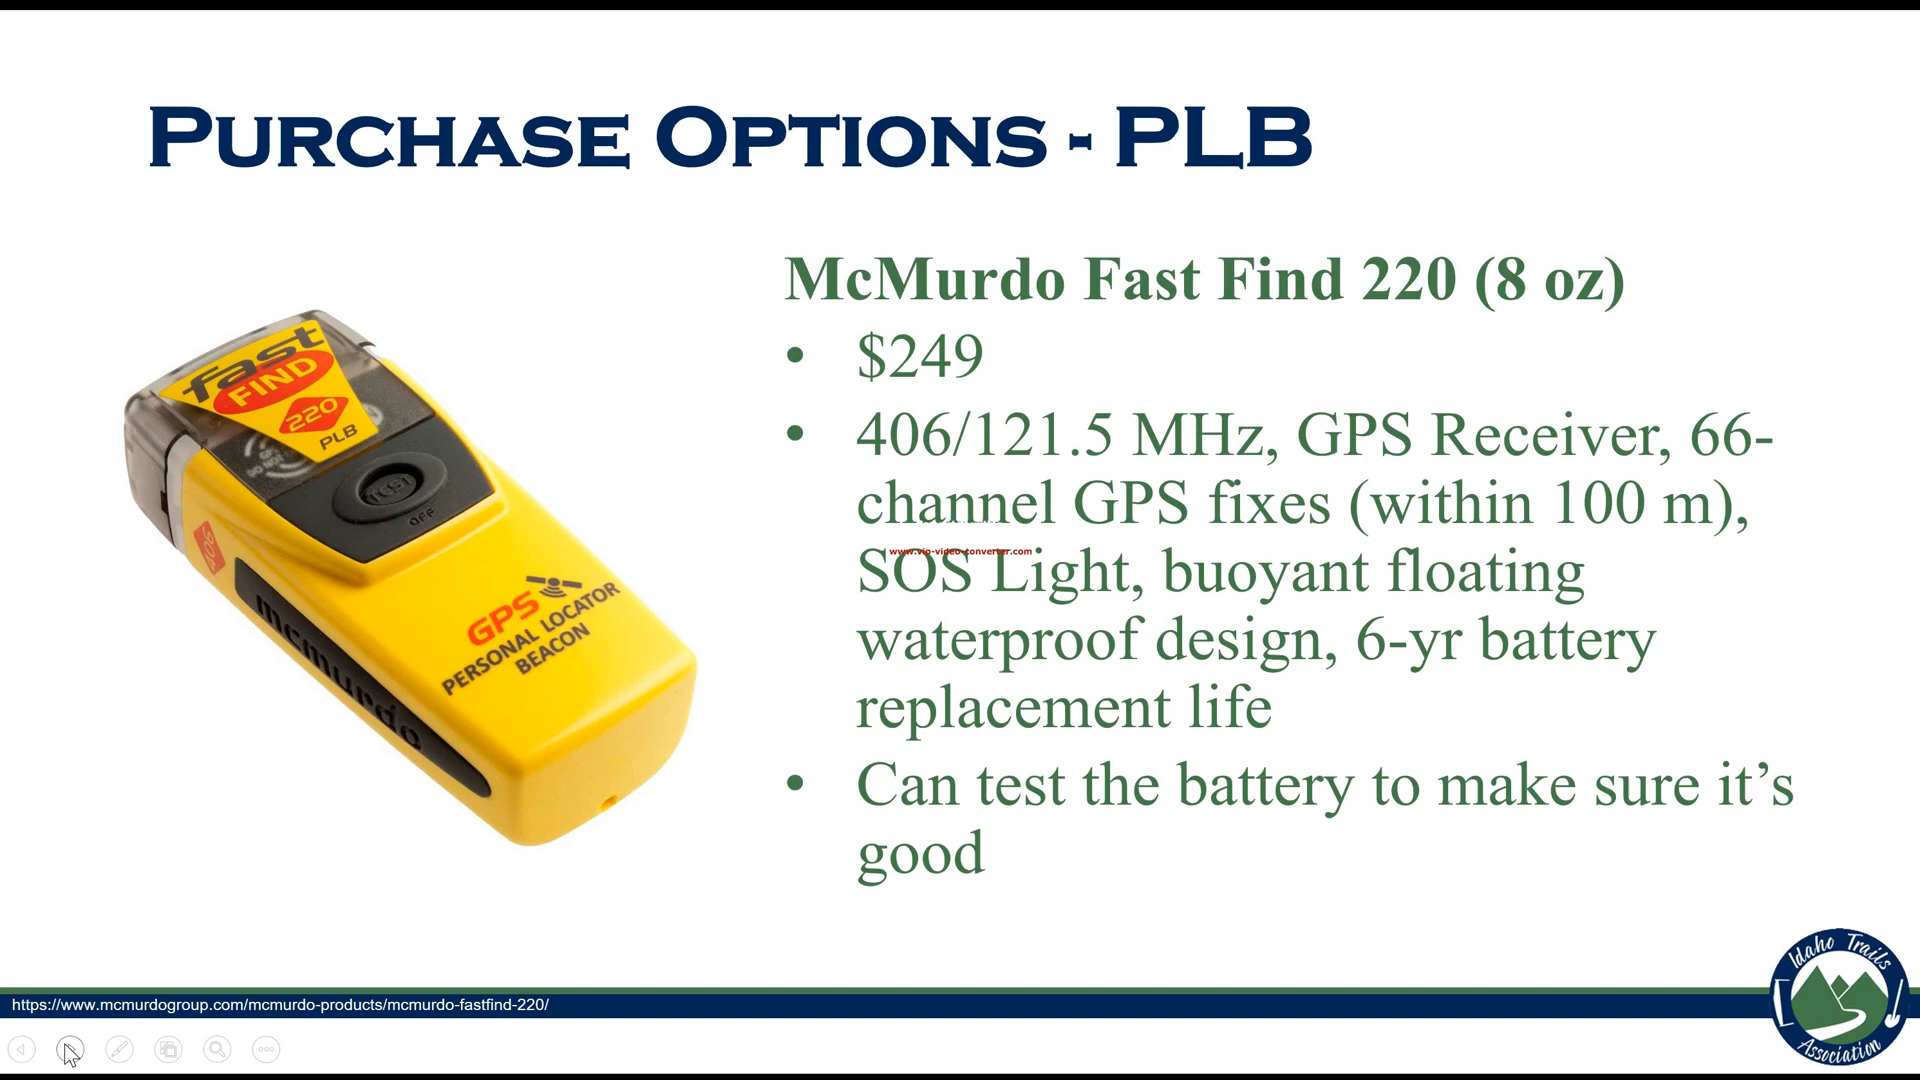 PURCHASE OPTIONS - PLB
McMurdo Fast Find 220 (8 oz)
• $249
• 406/121.5 MHz, GPS Receiver, 66-
channel GPS fixes (within 100 m),
www.vip-video-converter.com
SOS Light, buoyant floating
waterproof design, 6-yr battery
replacement life
• Can test the battery to make sure it’s
good
fast
FIND
220
PLB
TEST
OFF
406
mcmurdo
GPS
PERSONAL LOCATOR
BEACON
https://www.mcmurdogroup.com/mcmurdo-products/mcmurdo-fastfind-220/
Idaho Trails
Association